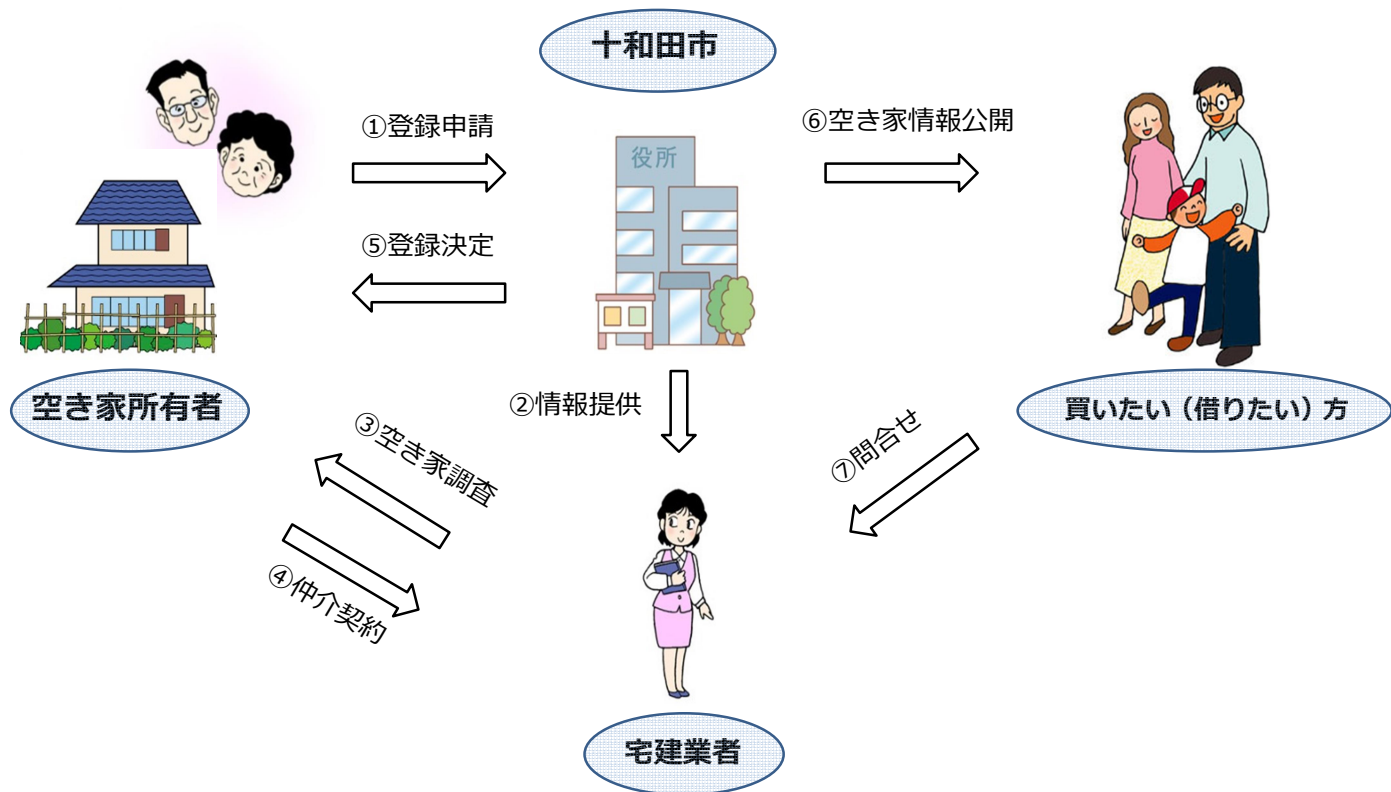 十和田市
①登録申請
⑥空き家情報公開
役所
⑤登録決定
空き家所有者
②情報提供
買いたい（借りたい）方
③空き家調査
⑦問合せ
④仲介契約
宅建業者